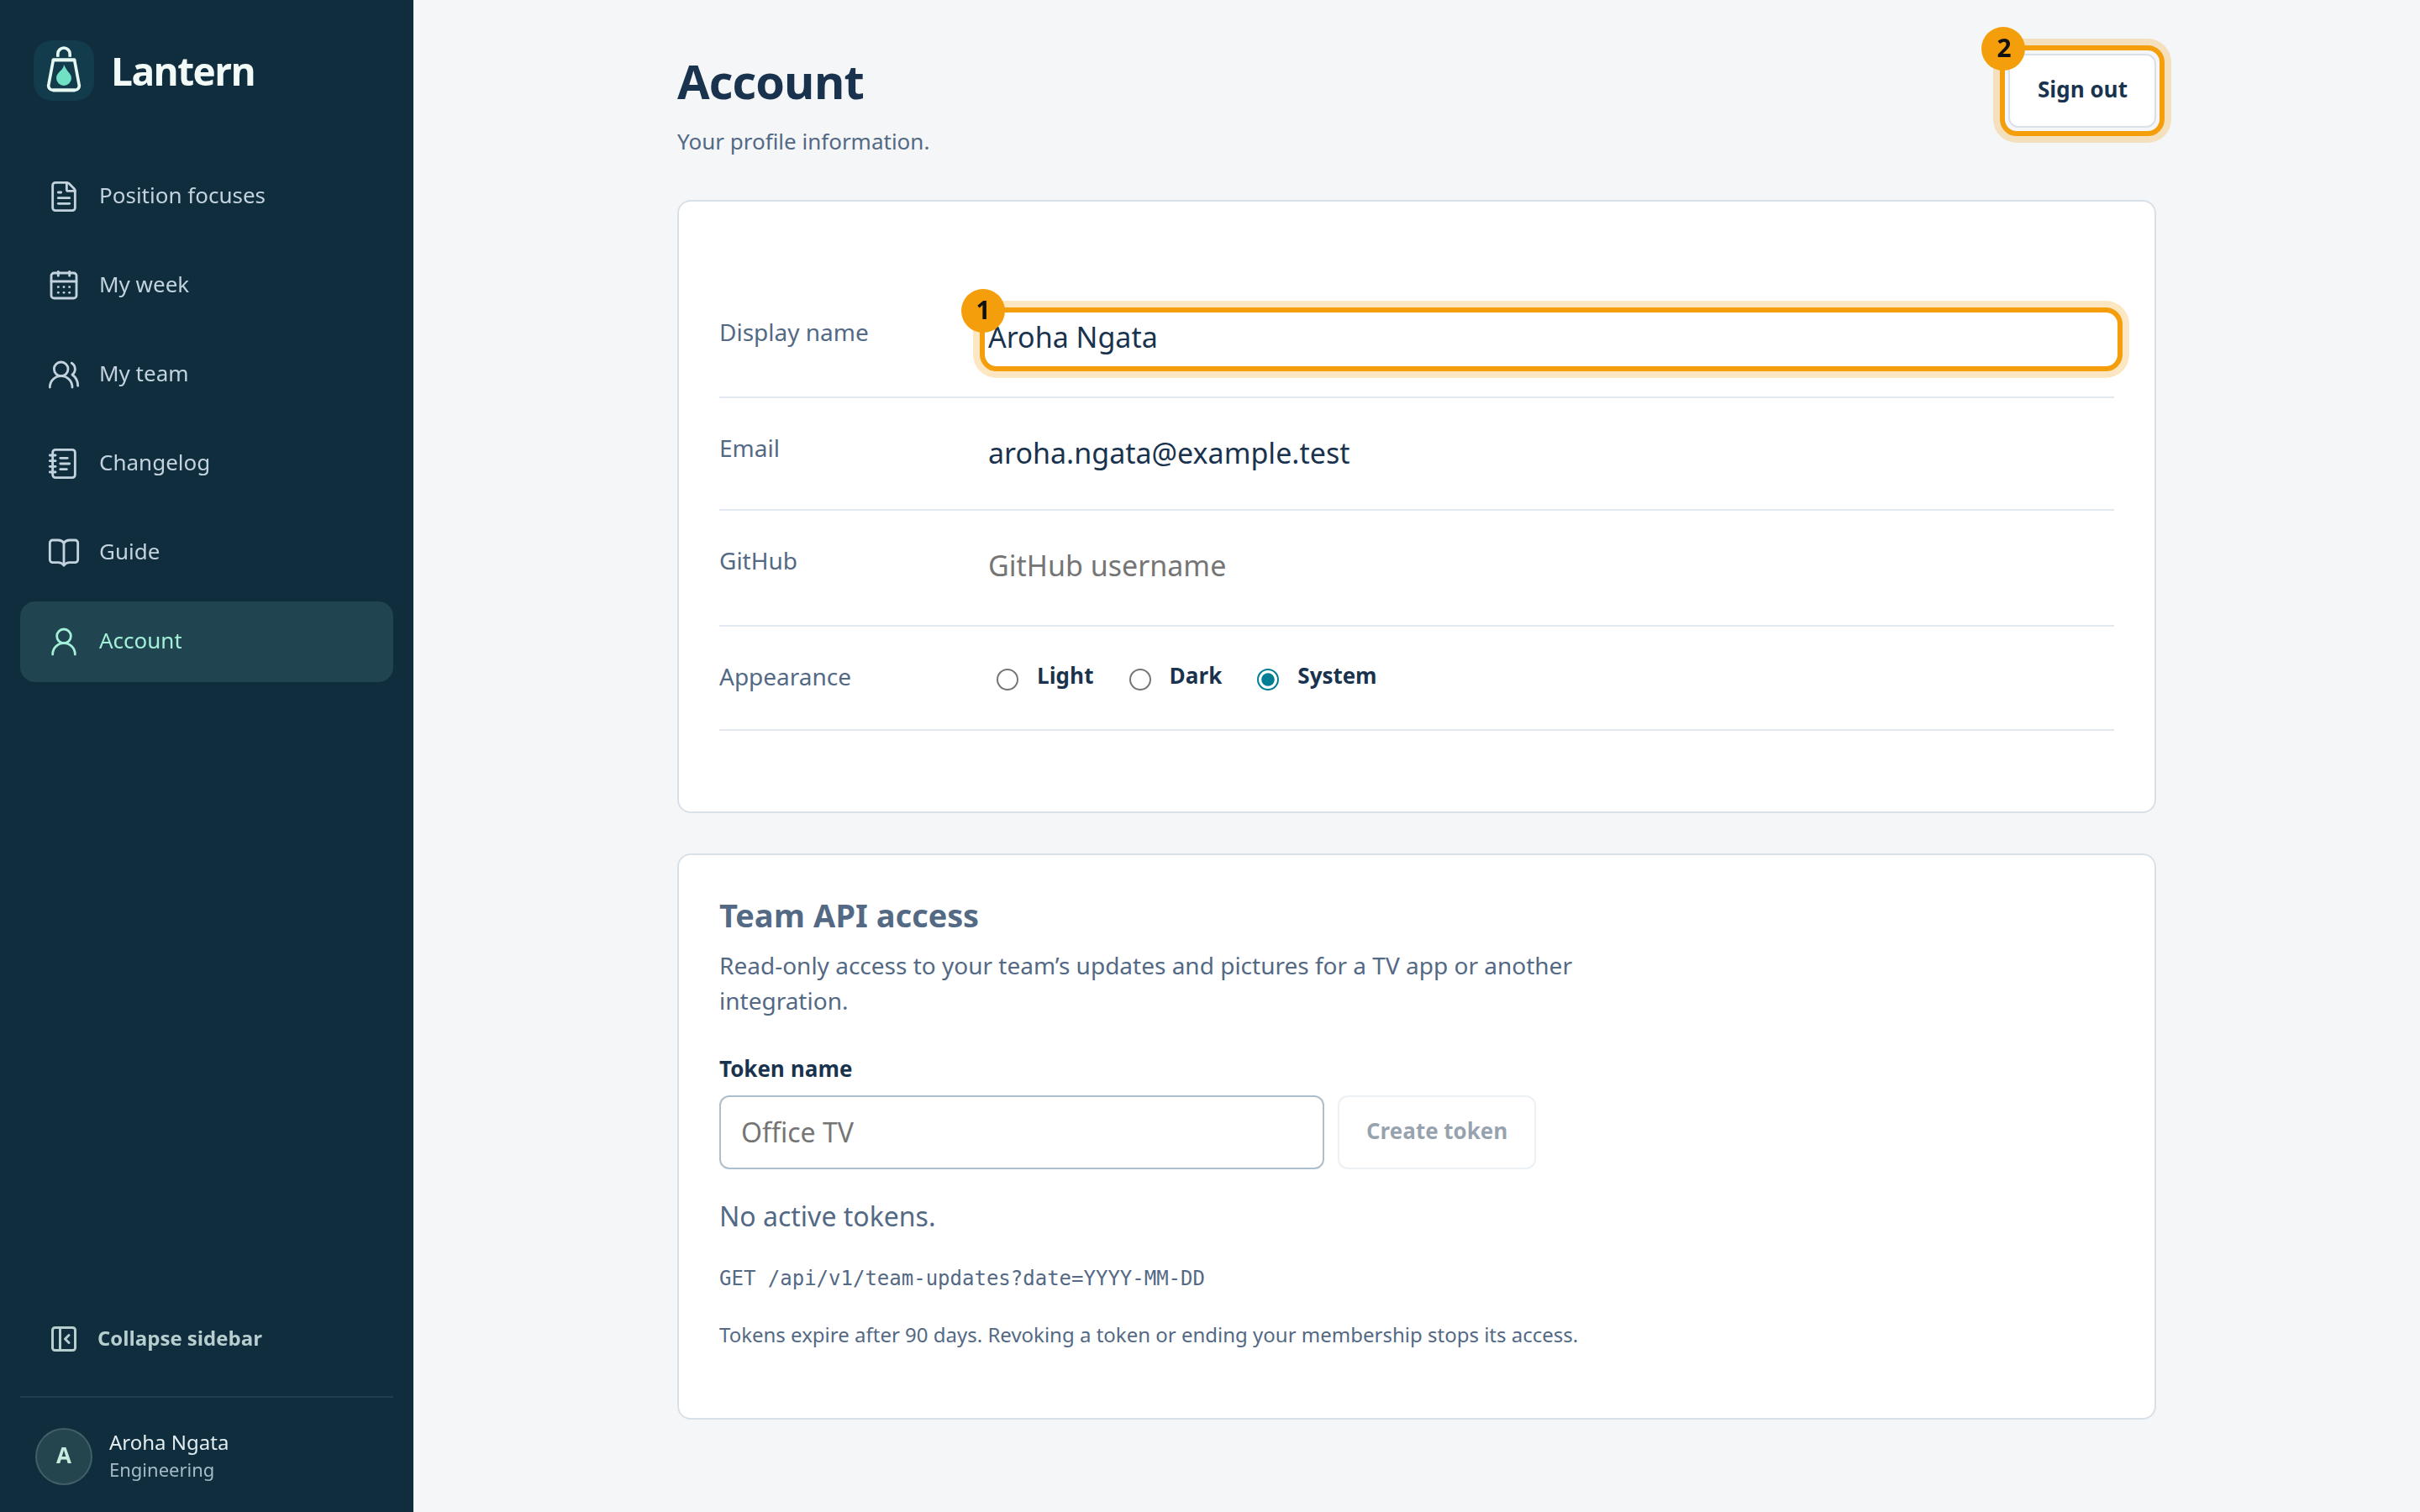 Lantern
Position focuses
My week
My team
Changelog
Guide
Account
Collapse sidebar
A
Aroha Ngata
Engineering
Account
Your profile information.
2
Sign out
1
Display name
Aroha Ngata
Email
aroha.ngata@example.test
GitHub
GitHub username
Appearance
Light
Dark
System
Team API access
Read-only access to your team’s updates and pictures for a TV app or another
integration.
Token name
Office TV
Create token
No active tokens.
GET /api/v1/team-updates?date=YYYY-MM-DD
Tokens expire after 90 days. Revoking a token or ending your membership stops its access.